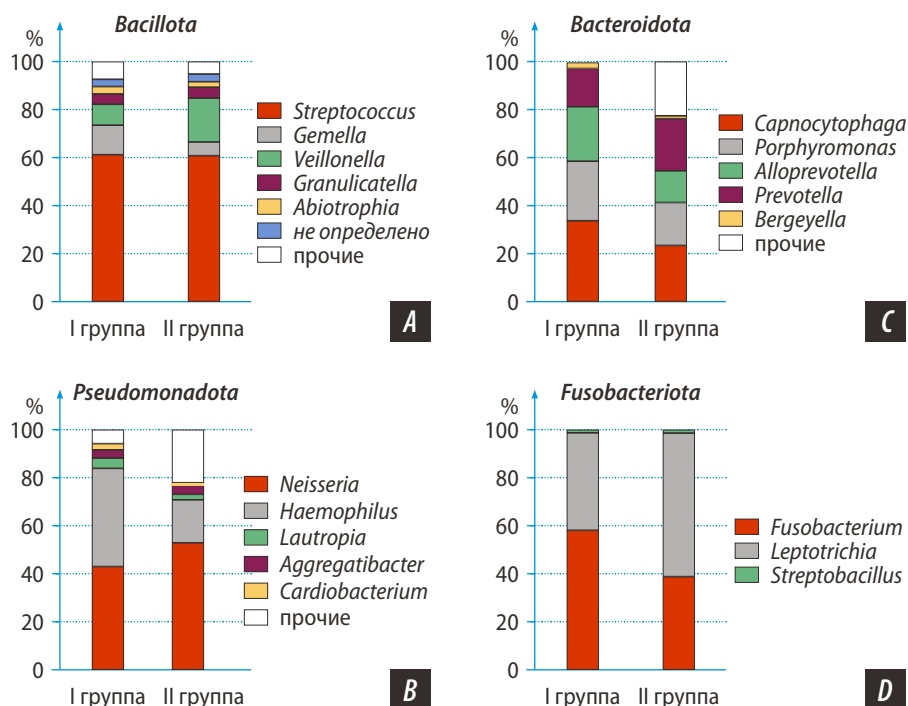 Bacillota
%
100
80
60
40
20
0
I группа
II группа
Streptococcus
Gemella
Veillonella
Granulicatella
Abiotrophia
не определено
прочие
A
Bacteroidota
%
100
80
60
40
20
0
I группа
II группа
Capnocytophaga
Porphyromonas
Alloprevotella
Prevotella
Bergeyella
прочие
C
Pseudomonadota
%
100
80
60
40
20
0
I группа
II группа
Neisseria
Haemophilus
Lautropia
Aggregatibacter
Cardiobacterium
прочие
B
Fusobacteriota
%
100
80
60
40
20
0
I группа
II группа
Fusobacterium
Leptotrichia
Streptobacillus
D